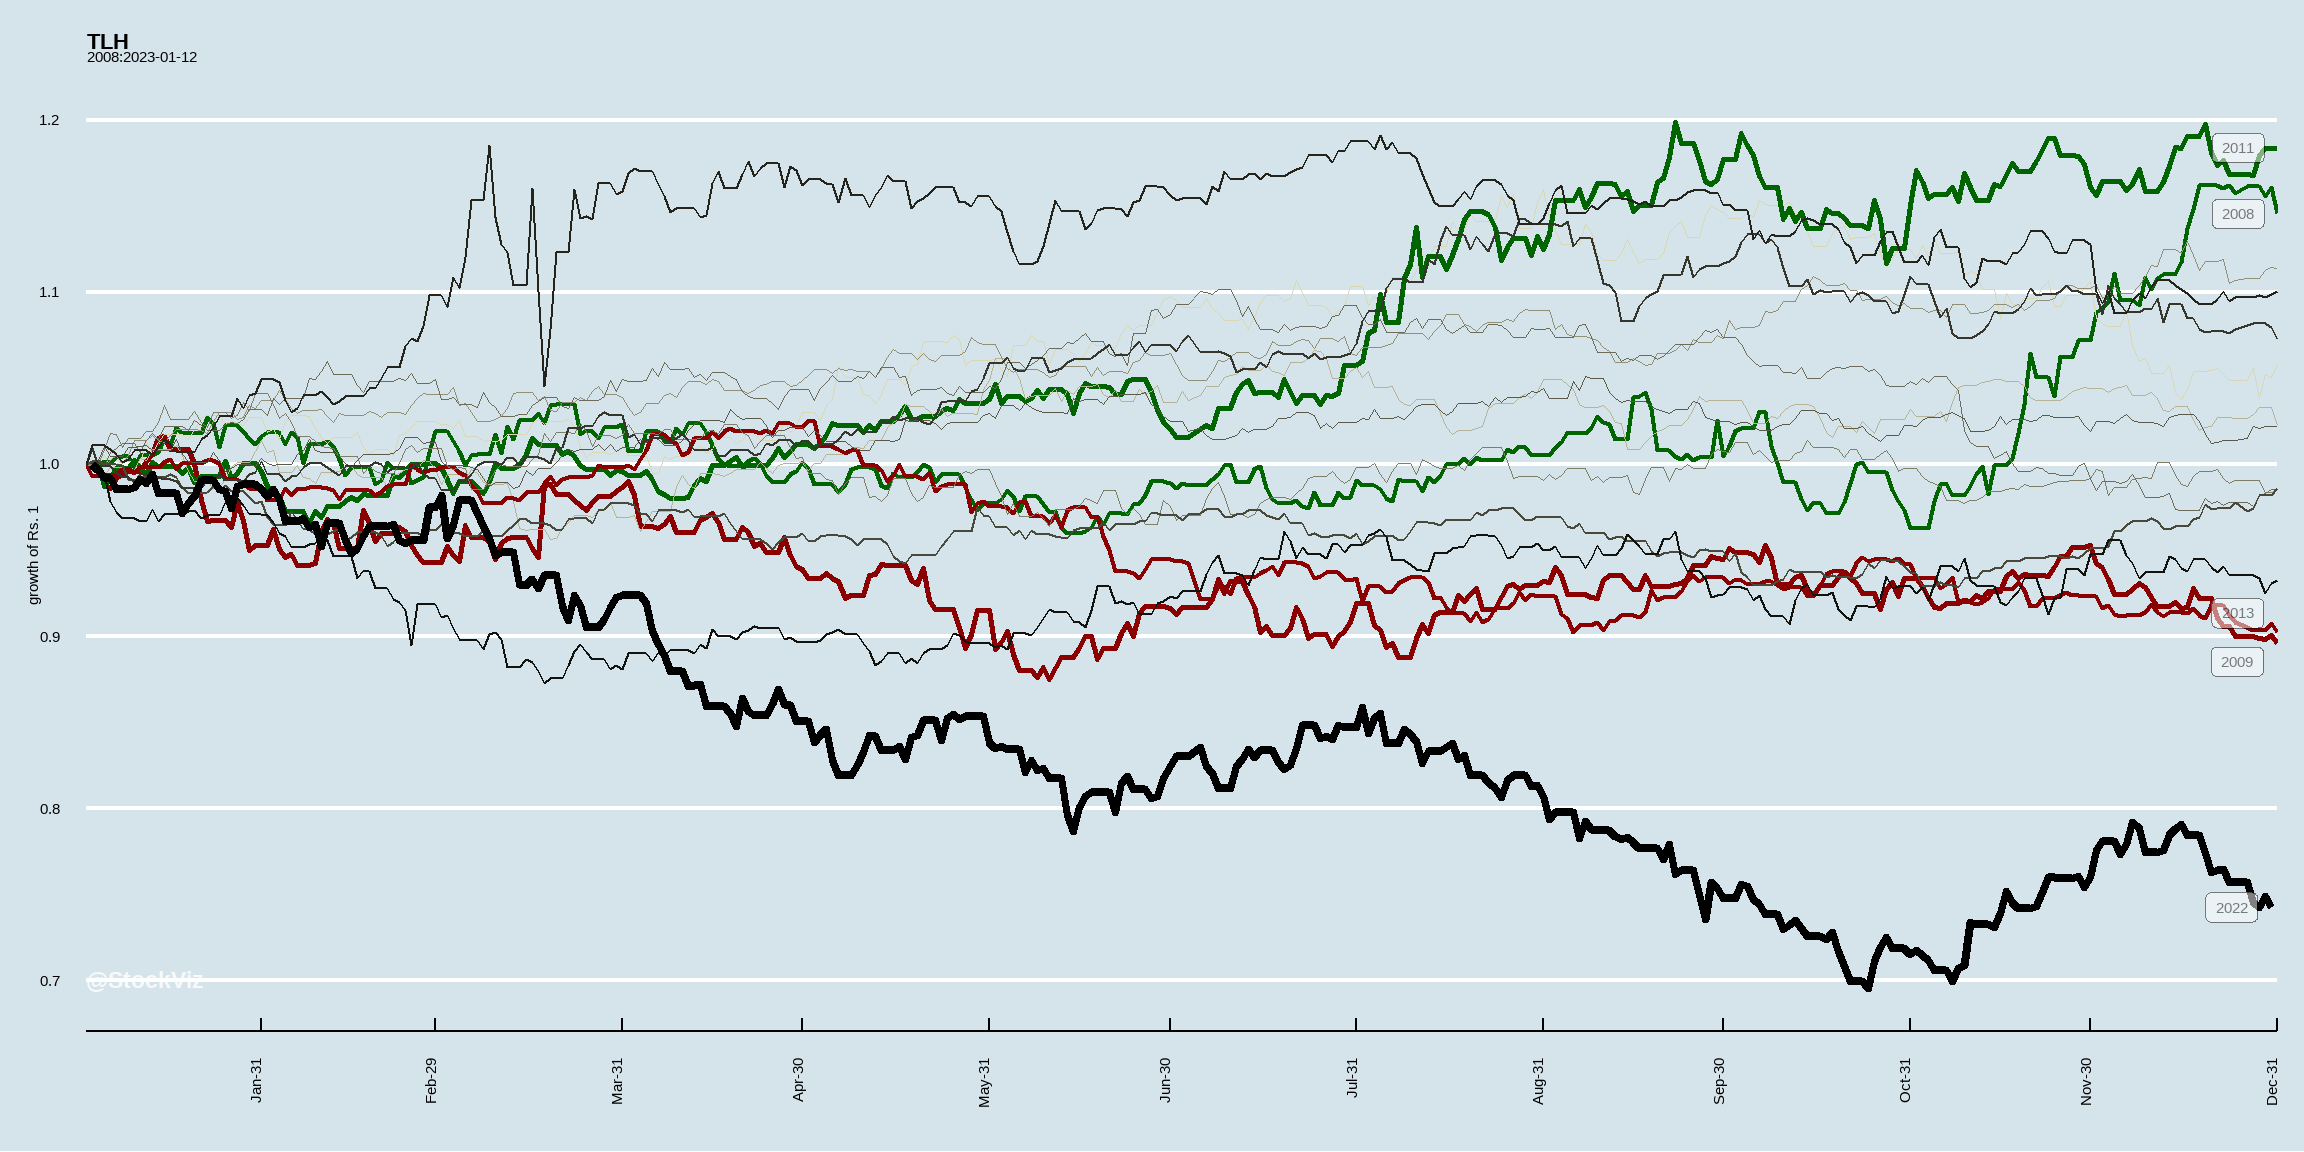 TLH
2008:2023-01-12
1.2
1.1
1.0
0.9
0.8
0.7
growth of Rs. 1
2011
2008
2013
2009
2022
@StockViz
Jan-31
Feb-29
Mar-31
Apr-30
May-31
Jun-30
Jul-31
Aug-31
Sep-30
Oct-31
Nov-30
Dec-31